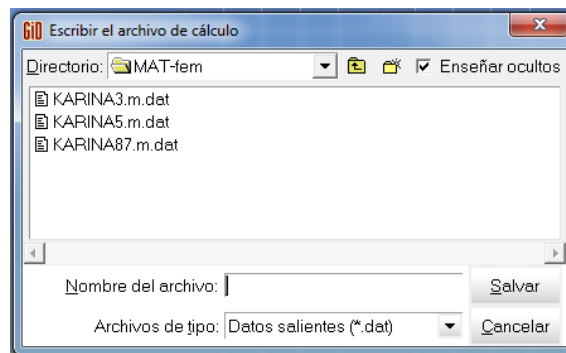 GiD Escribir el archivo de cálculo
Directorio: MAT-fem Enseñar ocultos
KARINA3.m.dat
KARINA5.m.dat
KARINA87.m.dat
Nombre del archivo: Salvar
Archivos de tipo: Datos salientes (*.dat) Cancelar